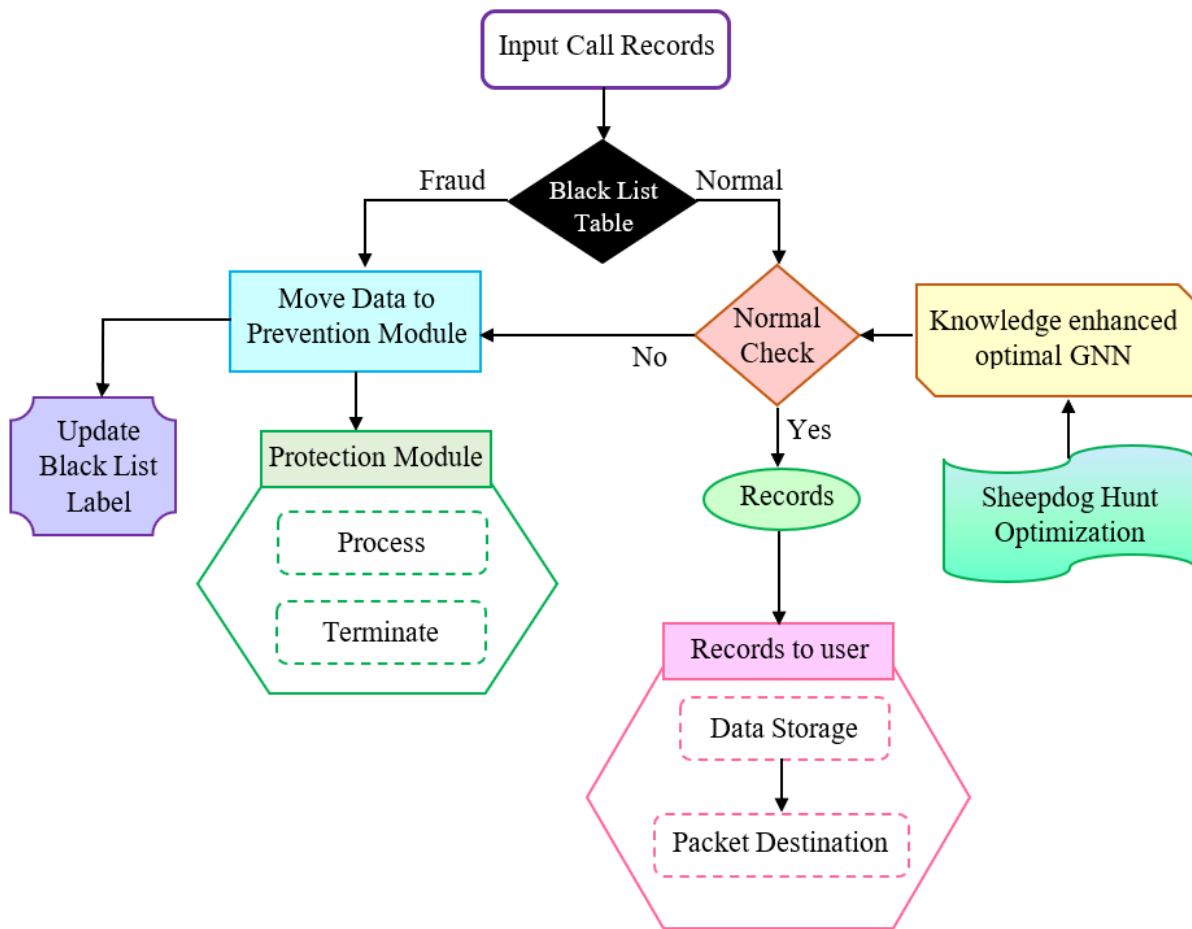 Input Call Records
Fraud
Normal
Black List
Table
Move Data to
Prevention Module
Normal
Check
Knowledge enhanced
optimal GNN
No
Update
Black List
Label
Protection Module
Yes
Records
Sheepdog Hunt
Optimization
Process
Terminate
Records to user
Data Storage
Packet Destination